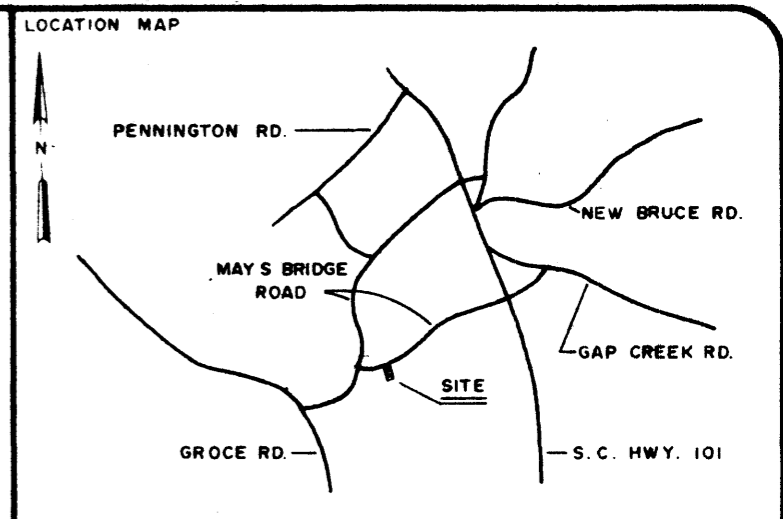 LOCATION MAP
PENNINGTON RD.
N
NEW BRUCE RD.
MAY S BRIDGE
ROAD
GAP CREEK RD.
SITE
GROCE RD.
S.C. HWY. 101